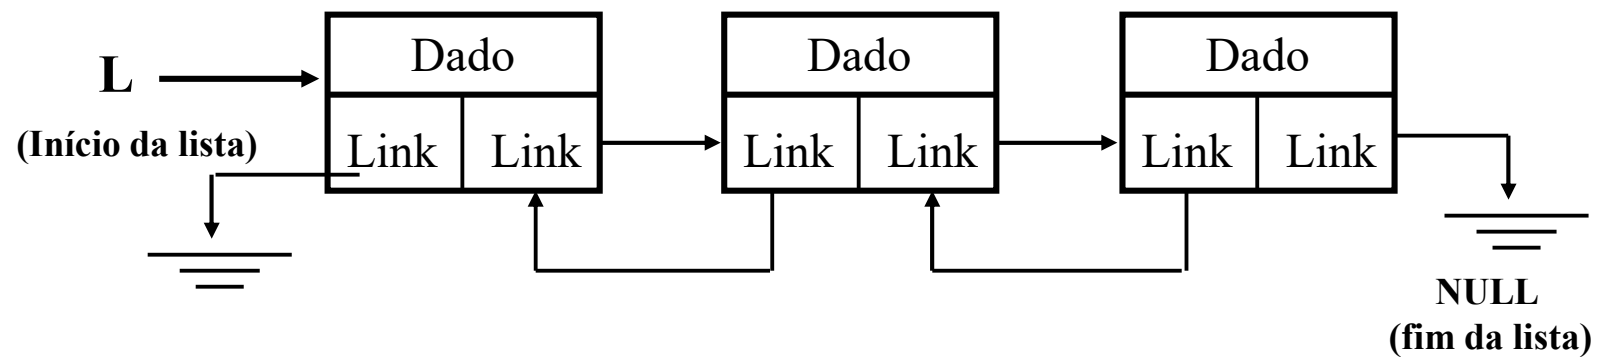 L
(Início da lista)
Dado
Link Link
Dado
Link Link
Dado
Link Link
NULL
(fim da lista)